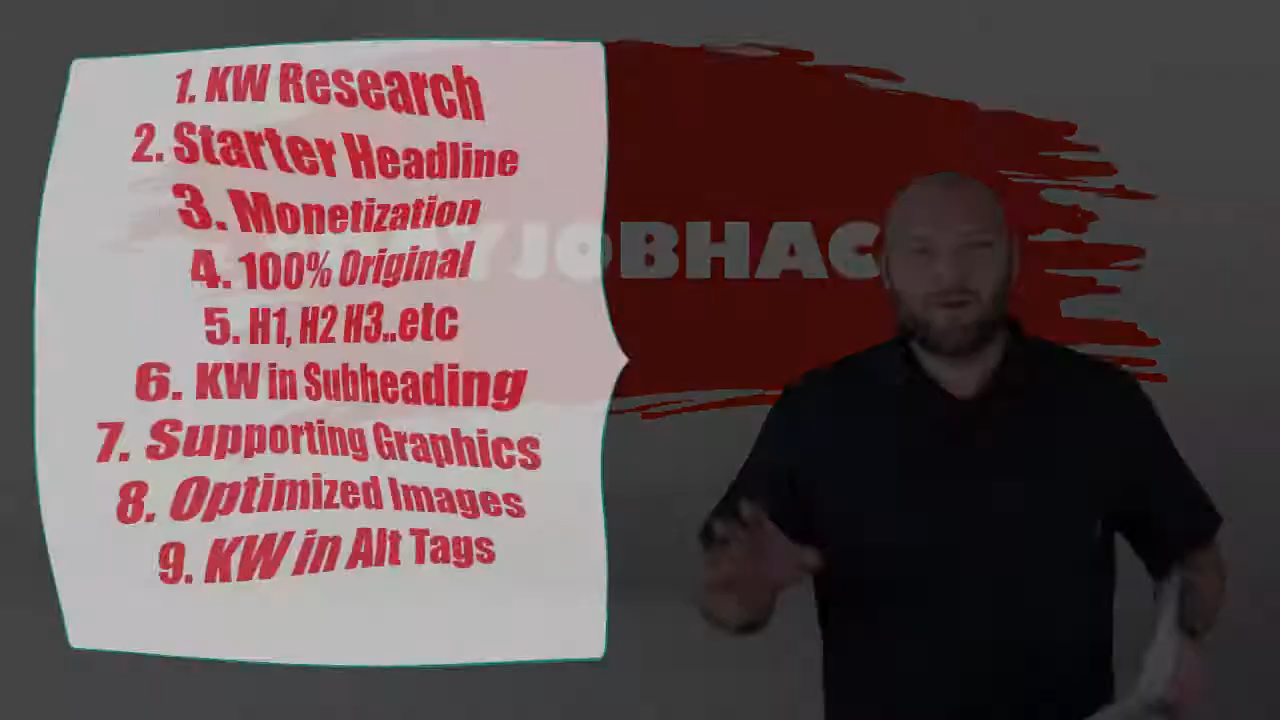 1. KW Research
2. Starter Headline
3. Monetization
4. 100% Original
5. H1, H2 H3..etc
6. KW in Subheading
7. Supporting Graphics
8. Optimized Images
9. KW in Alt Tags